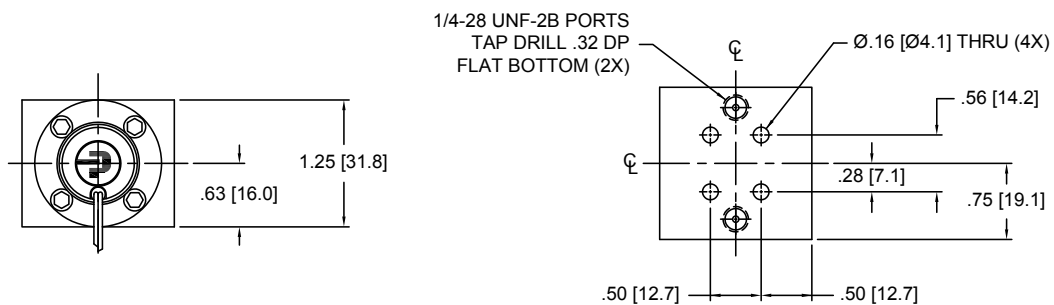 1/4-28 UNF-2B PORTS
TAP DRILL .32 DP
FLAT BOTTOM (2X)
℄
Ø.16 [Ø4.1] THRU (4X)
.56 [14.2]
1.25 [31.8]
.63 [16.0]
℄
.28 [7.1]
.75 [19.1]
.50 [12.7]
.50 [12.7]